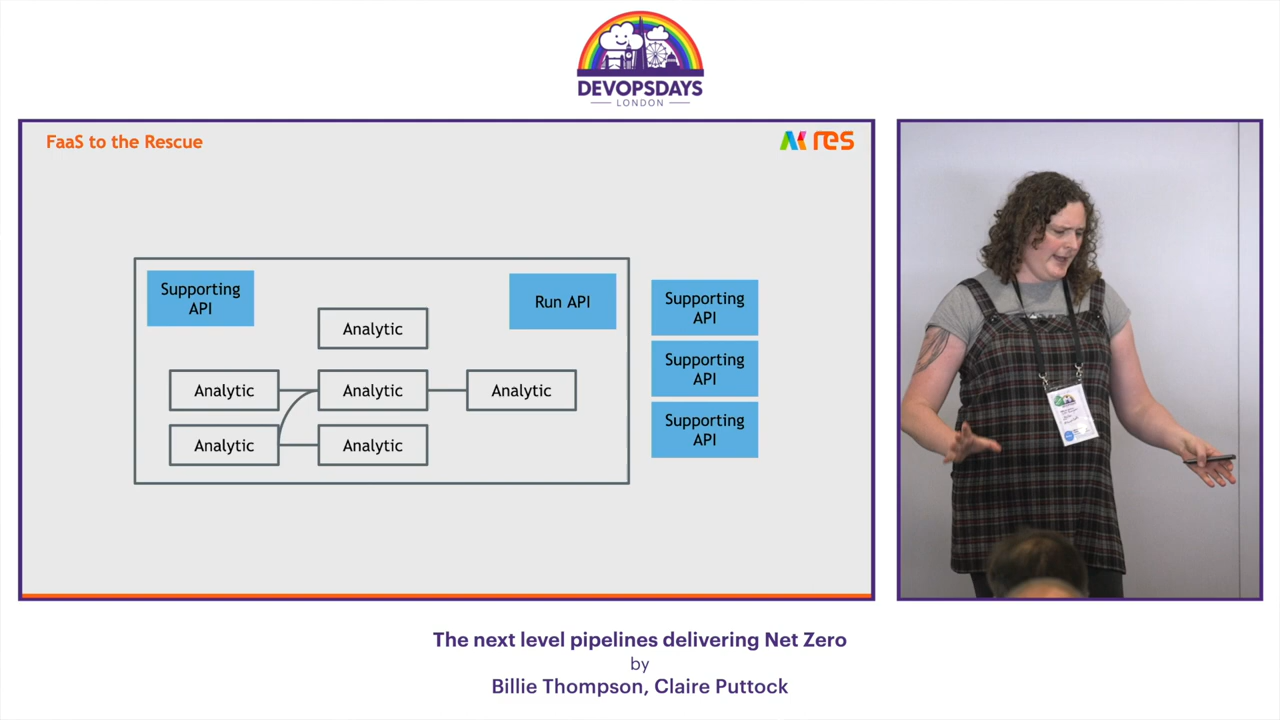 DEVOPSDAYS
LONDON
FaaS to the Rescue
res
Supporting
API
Run API
Analytic
Analytic
Analytic
Analytic
Analytic
Analytic
Supporting
API
Supporting
API
Supporting
API
The next level pipelines delivering Net Zero
by
Billie Thompson, Claire Puttock